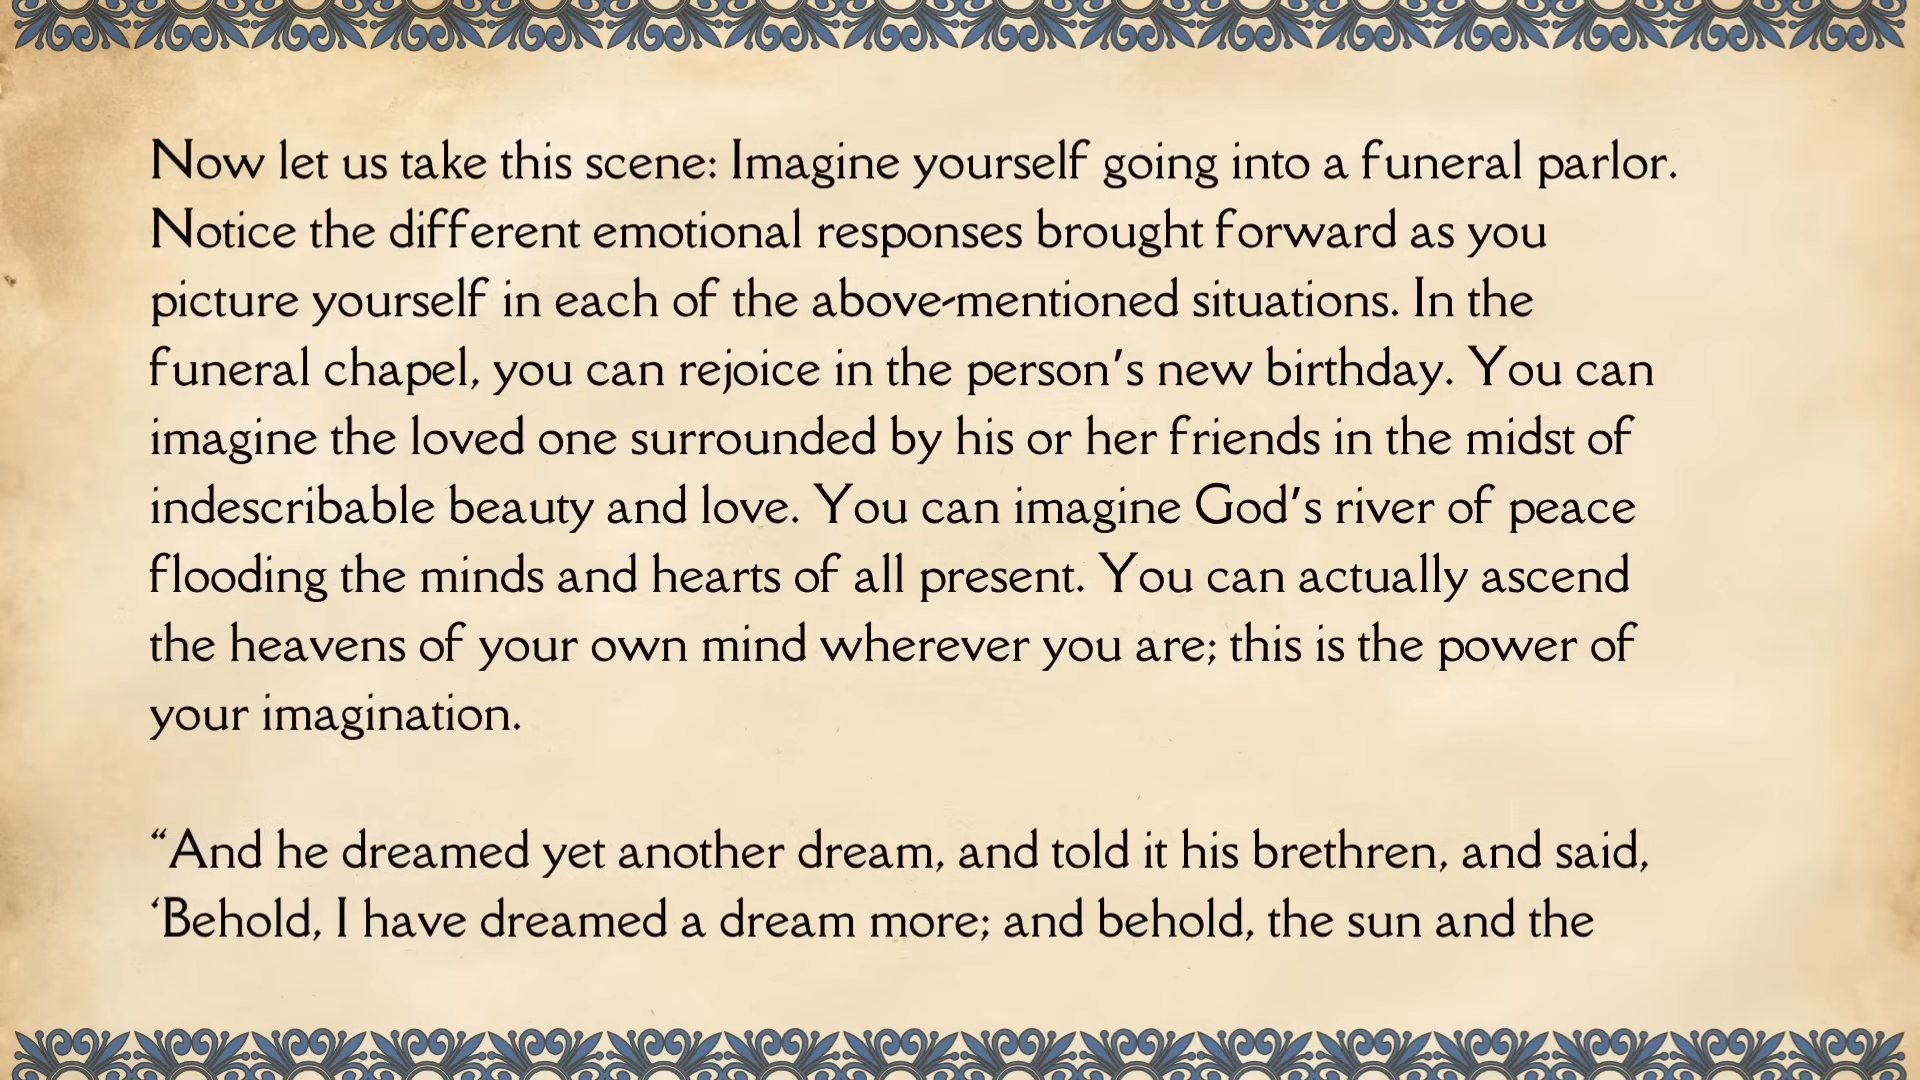 Now let us take this scene: Imagine yourself going into a funeral parlor.
Notice the different emotional responses brought forward as you
picture yourself in each of the above-mentioned situations. In the
funeral chapel, you can rejoice in the person's new birthday. You can
imagine the loved one surrounded by his or her friends in the midst of
indescribable beauty and love. You can imagine God's river of peace
flooding the minds and hearts of all present. You can actually ascend
the heavens of your own mind wherever you are; this is the power of
your imagination.
“And he dreamed yet another dream, and told it his brethren, and said,
‘Behold, I have dreamed a dream more; and behold, the sun and the